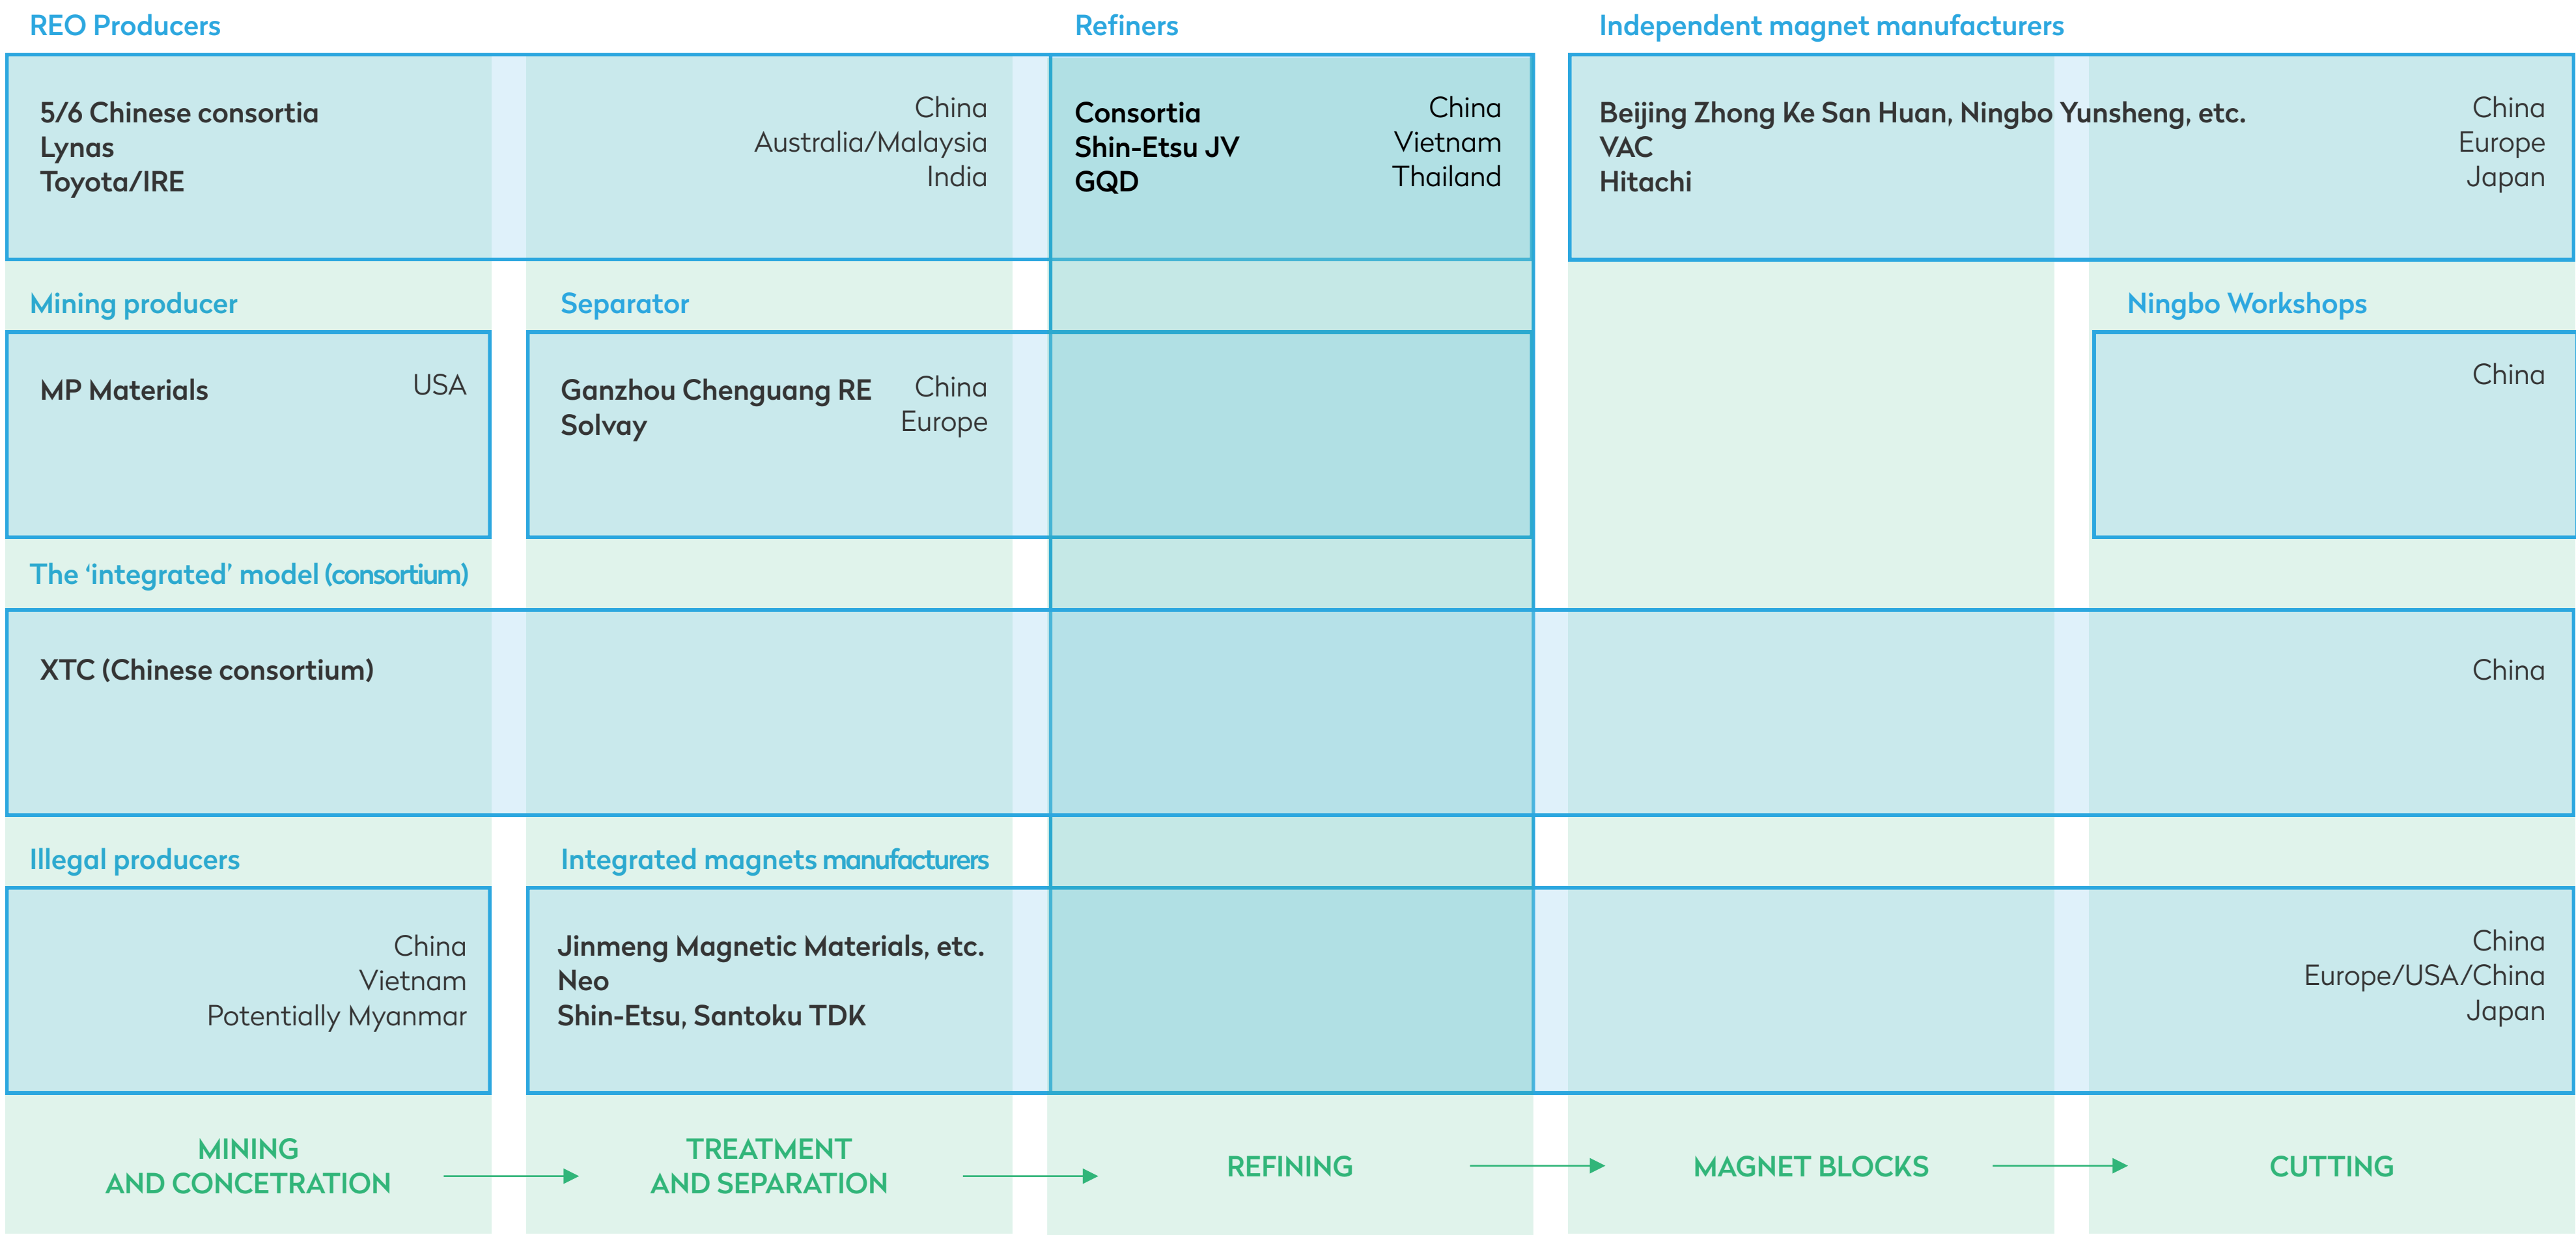 REO Producers
Refiners
Independent magnet manufacturers
5/6 Chinese consortia
Lynas
Toyota/IRE
China
Australia/Malaysia
India
Consortia
Shin-Etsu JV
GQD
China
Vietnam
Thailand
Beijing Zhong Ke San Huan, Ningbo Yunsheng, etc.
VAC
Hitachi
China
Europe
Japan
Mining producer
Separator
Ningbo Workshops
MP Materials
USA
Ganzhou Chenguang RE
Solvay
China
Europe
China
The ‘integrated’ model (consortium)
XTC (Chinese consortium)
China
Illegal producers
Integrated magnets manufacturers
China
Vietnam
Potentially Myanmar
Jinmeng Magnetic Materials, etc.
Neo
Shin-Etsu, Santoku TDK
China
Europe/USA/China
Japan
MINING
AND CONCETRATION
TREATMENT
AND SEPARATION
REFINING
MAGNET BLOCKS
CUTTING